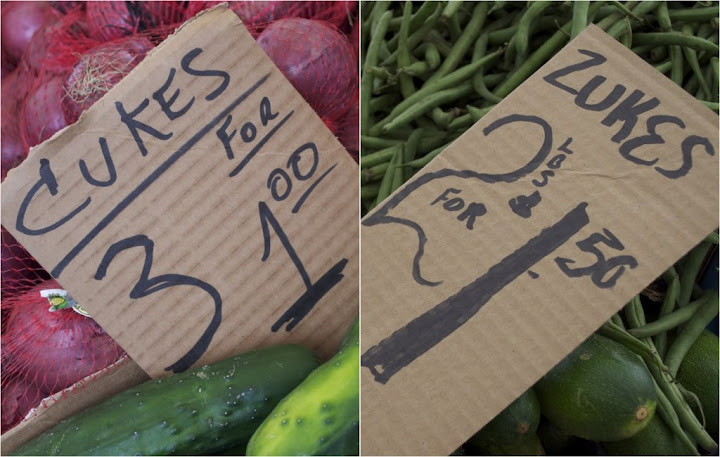 CUKES
3 FOR 1.00
ZUKES
2 LBS
FOR
1.50